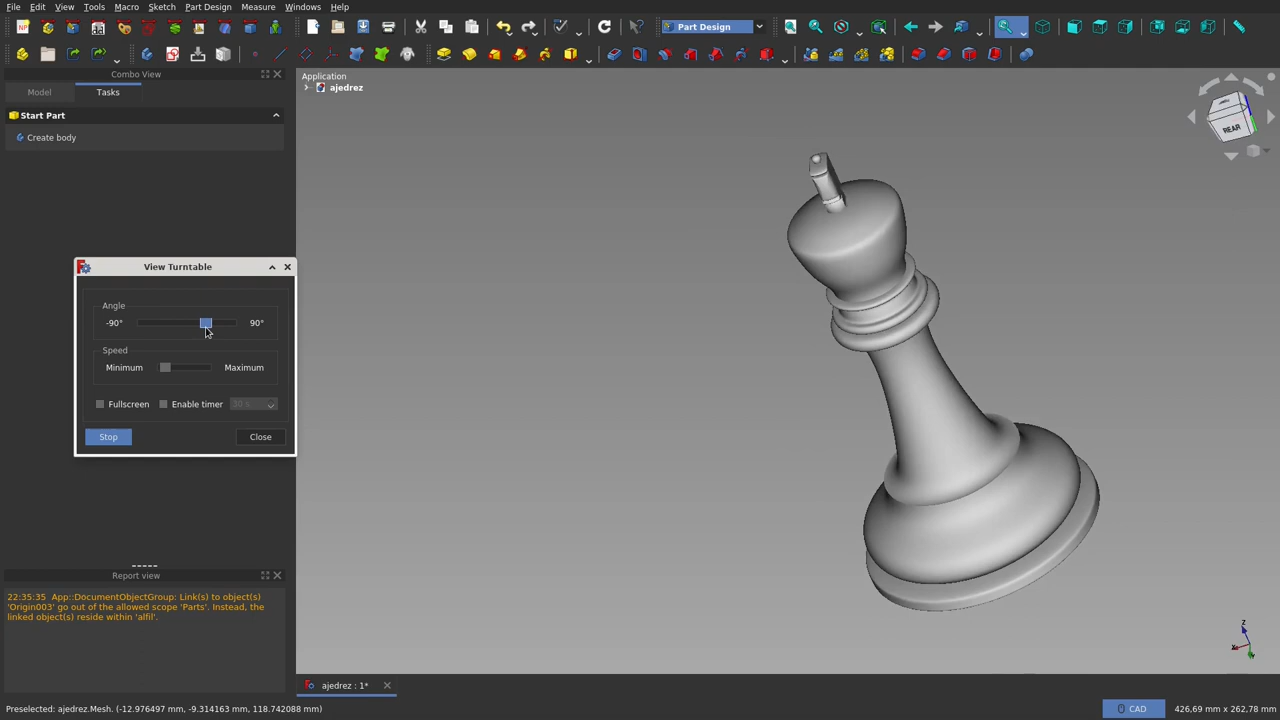 File Edit View Tools Macro Sketch Part Design Measure Windows Help
Part Design
Combo View
Model Tasks
Start Part
Create body
Application
ajedrez
REAR
View Turntable
Angle
-90° 90°
Speed
Minimum Maximum
Fullscreen Enable timer 30 s
Stop Close
Report view
22:35:35 App::DocumentObjectGroup: Link(s) to object(s)
'Origin003' go out of the allowed scope 'Parts'. Instead, the
linked object(s) reside within 'alfil'.
Z
X
Y
ajedrez : 1*
Preselected: ajedrez.Mesh. (-12.976497 mm, -9.314163 mm, 118.742088 mm)
CAD 426,69 mm x 262,78 mm